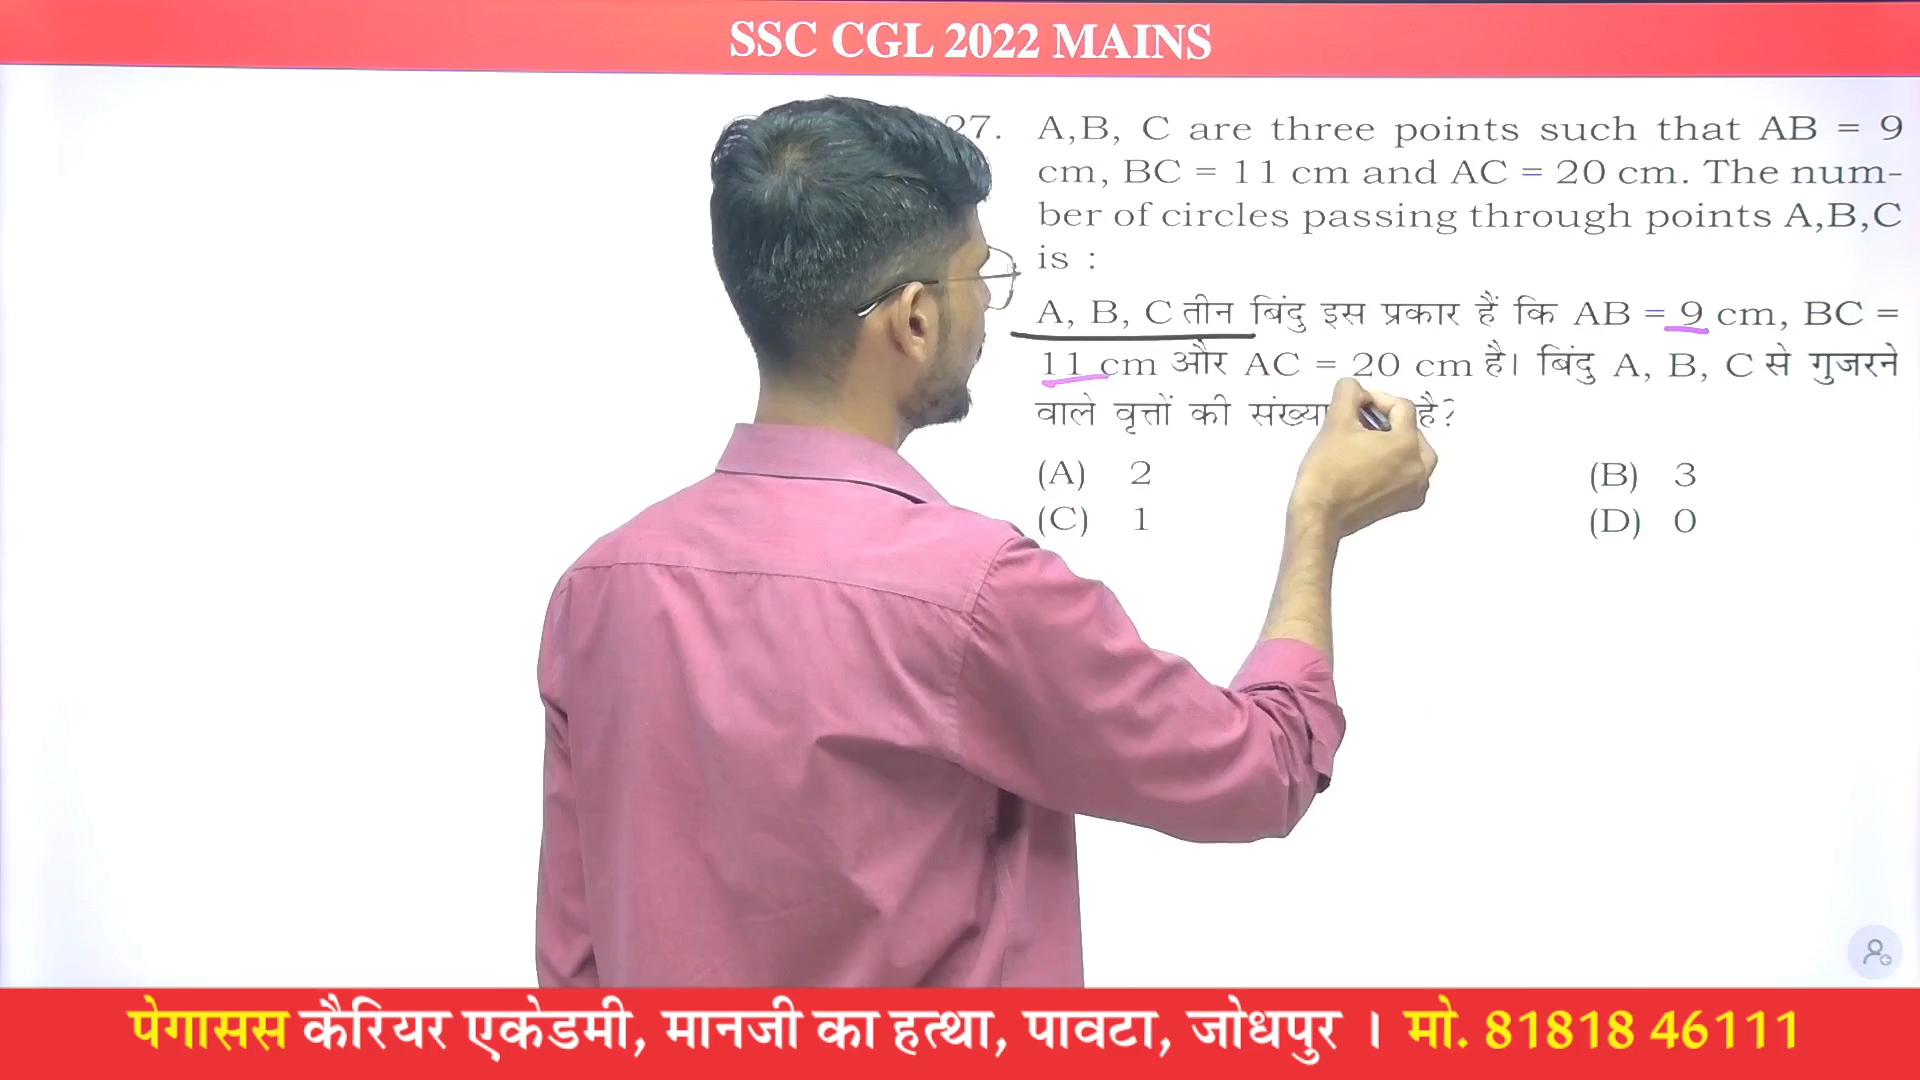 SSC CGL 2022 MAINS
27. A,B, C are three points such that AB = 9
cm, BC = 11 cm and AC = 20 cm. The num-
ber of circles passing through points A,B,C
is :
A, B, C तीन बिंदु इस प्रकार हैं कि AB = 9 cm, BC =
11 cm और AC = 20 cm है। बिंदु A, B, C से गुजरने
वाले वृत्तों की संख्या है?
(A) 2 (B) 3
(C) 1 (D) 0
पेगासस कैरियर एकेडमी, मानजी का हत्था, पावटा, जोधपुर । मो. 81818 46111